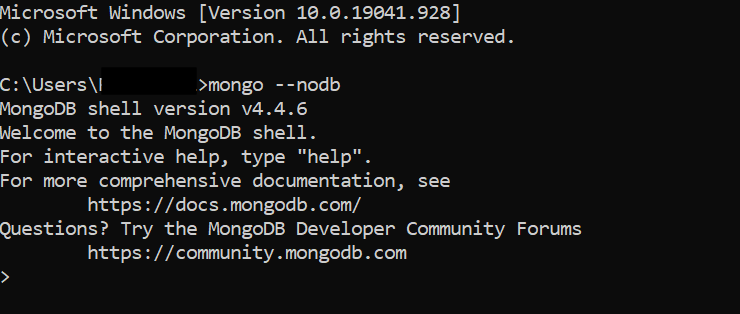 Microsoft Windows [Version 10.0.19041.928]
(c) Microsoft Corporation. All rights reserved.
C:\Users\ >mongo --nodb
MongoDB shell version v4.4.6
Welcome to the MongoDB shell.
For interactive help, type "help".
For more comprehensive documentation, see
https://docs.mongodb.com/
Questions? Try the MongoDB Developer Community Forums
https://community.mongodb.com
>